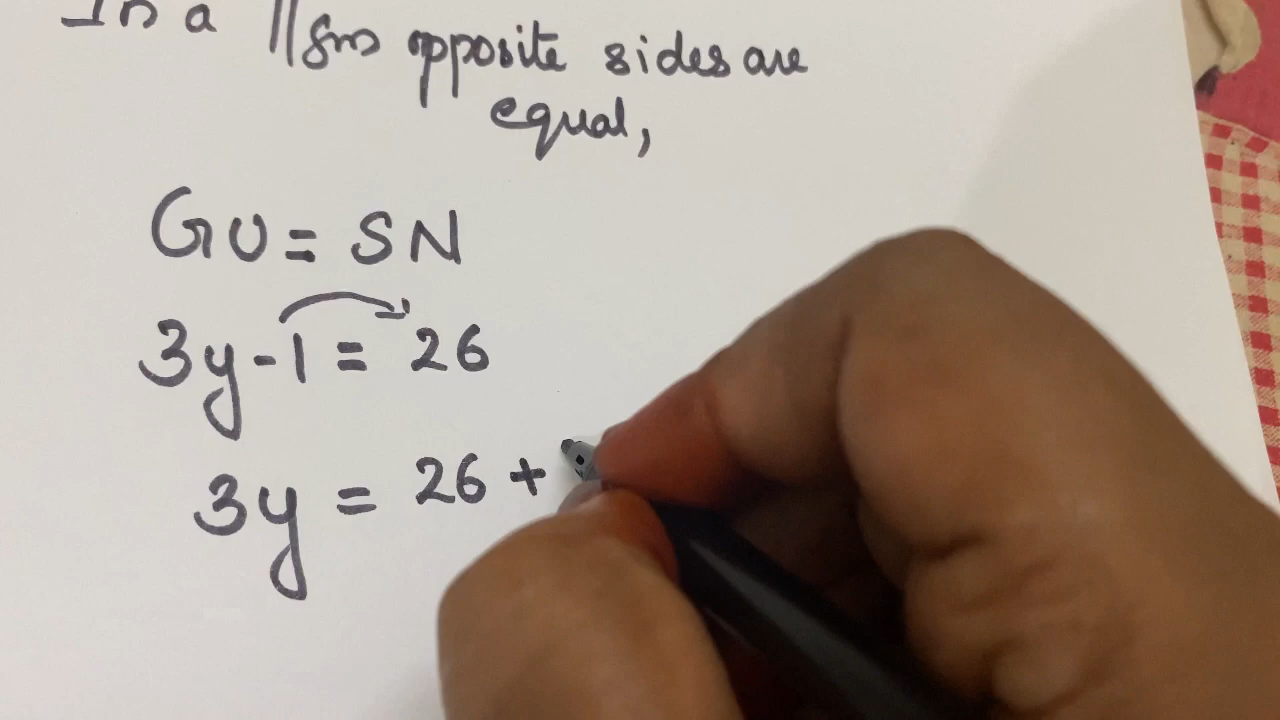 In a ||gm opposite sides are
equal,
GU = SN
3y - 1 = 26
3y = 26 +